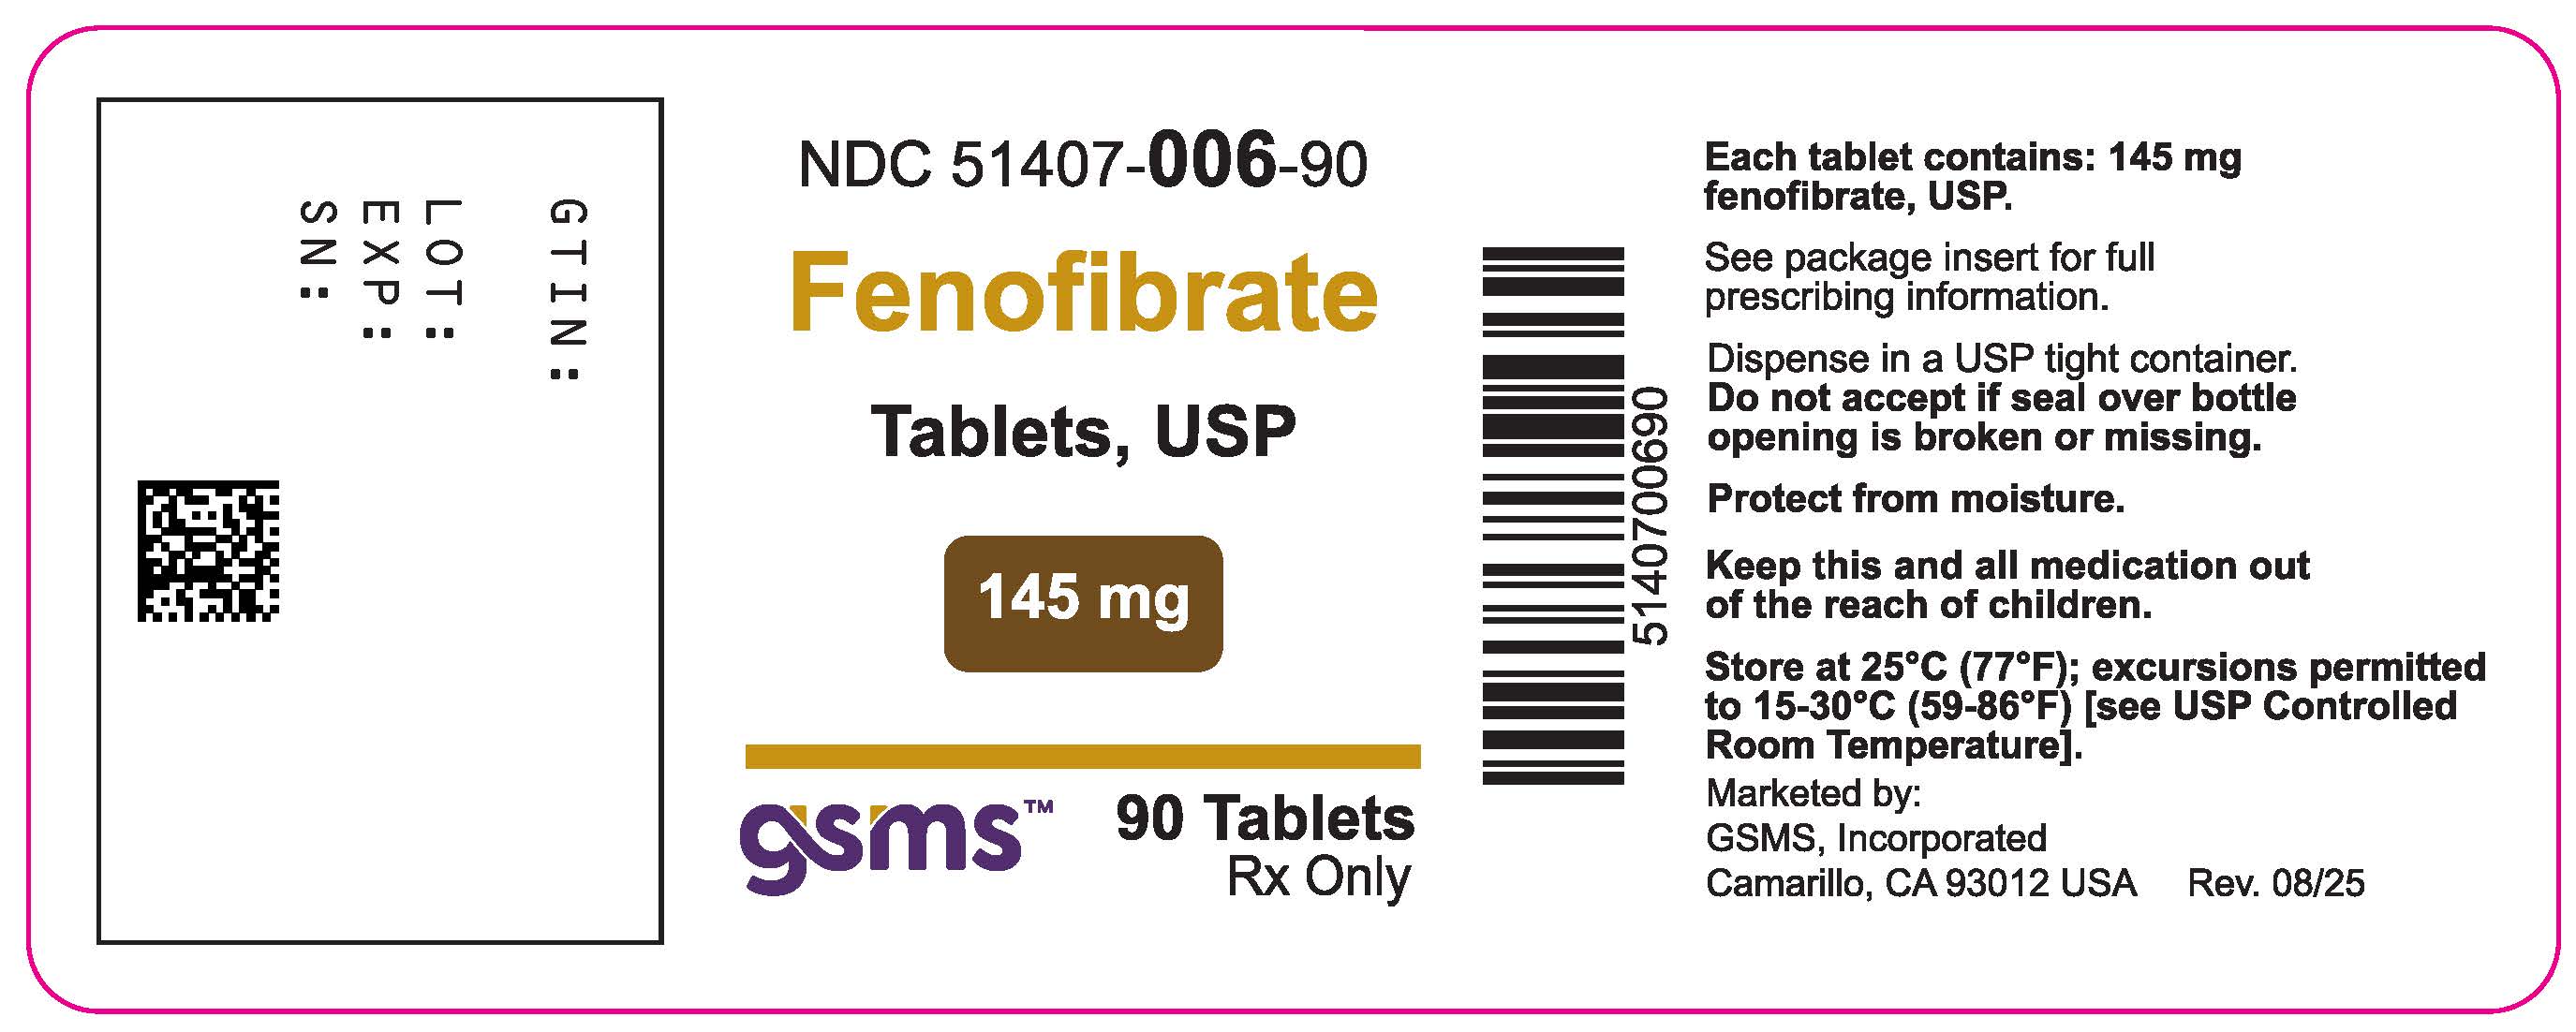 GTIN:
LOT:
EXP:
SN:
NDC 51407-006-90
Fenofibrate
Tablets, USP
145 mg
gsms™
90 Tablets
Rx Only
5140700690
Each tablet contains: 145 mg
fenofibrate, USP.
See package insert for full
prescribing information.
Dispense in a USP tight container.
Do not accept if seal over bottle
opening is broken or missing.
Protect from moisture.
Keep this and all medication out
of the reach of children.
Store at 25°C (77°F); excursions permitted
to 15-30°C (59-86°F) [see USP Controlled
Room Temperature].
Marketed by:
GSMS, Incorporated
Camarillo, CA 93012 USA Rev. 08/25